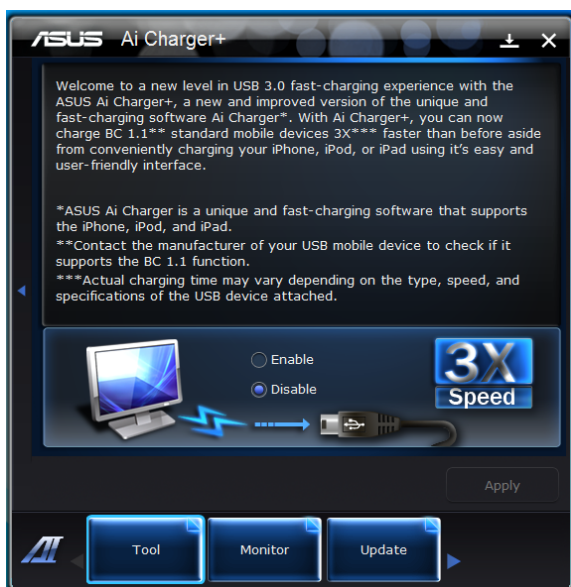 ASUS Ai Charger+
Welcome to a new level in USB 3.0 fast-charging experience with the
ASUS Ai Charger+, a new and improved version of the unique and
fast-charging software Ai Charger*. With Ai Charger+, you can now
charge BC 1.1** standard mobile devices 3X*** faster than before aside
from conveniently charging your iPhone, iPod, or iPad using it's easy and
user-friendly interface.
*ASUS Ai Charger is a unique and fast-charging software that supports
the iPhone, iPod, and iPad.
**Contact the manufacturer of your USB mobile device to check if it
supports the BC 1.1 function.
***Actual charging time may vary depending on the type, speed, and
specifications of the USB device attached.
Enable
Disable
3X
Speed
Apply
AI
Tool
Monitor
Update